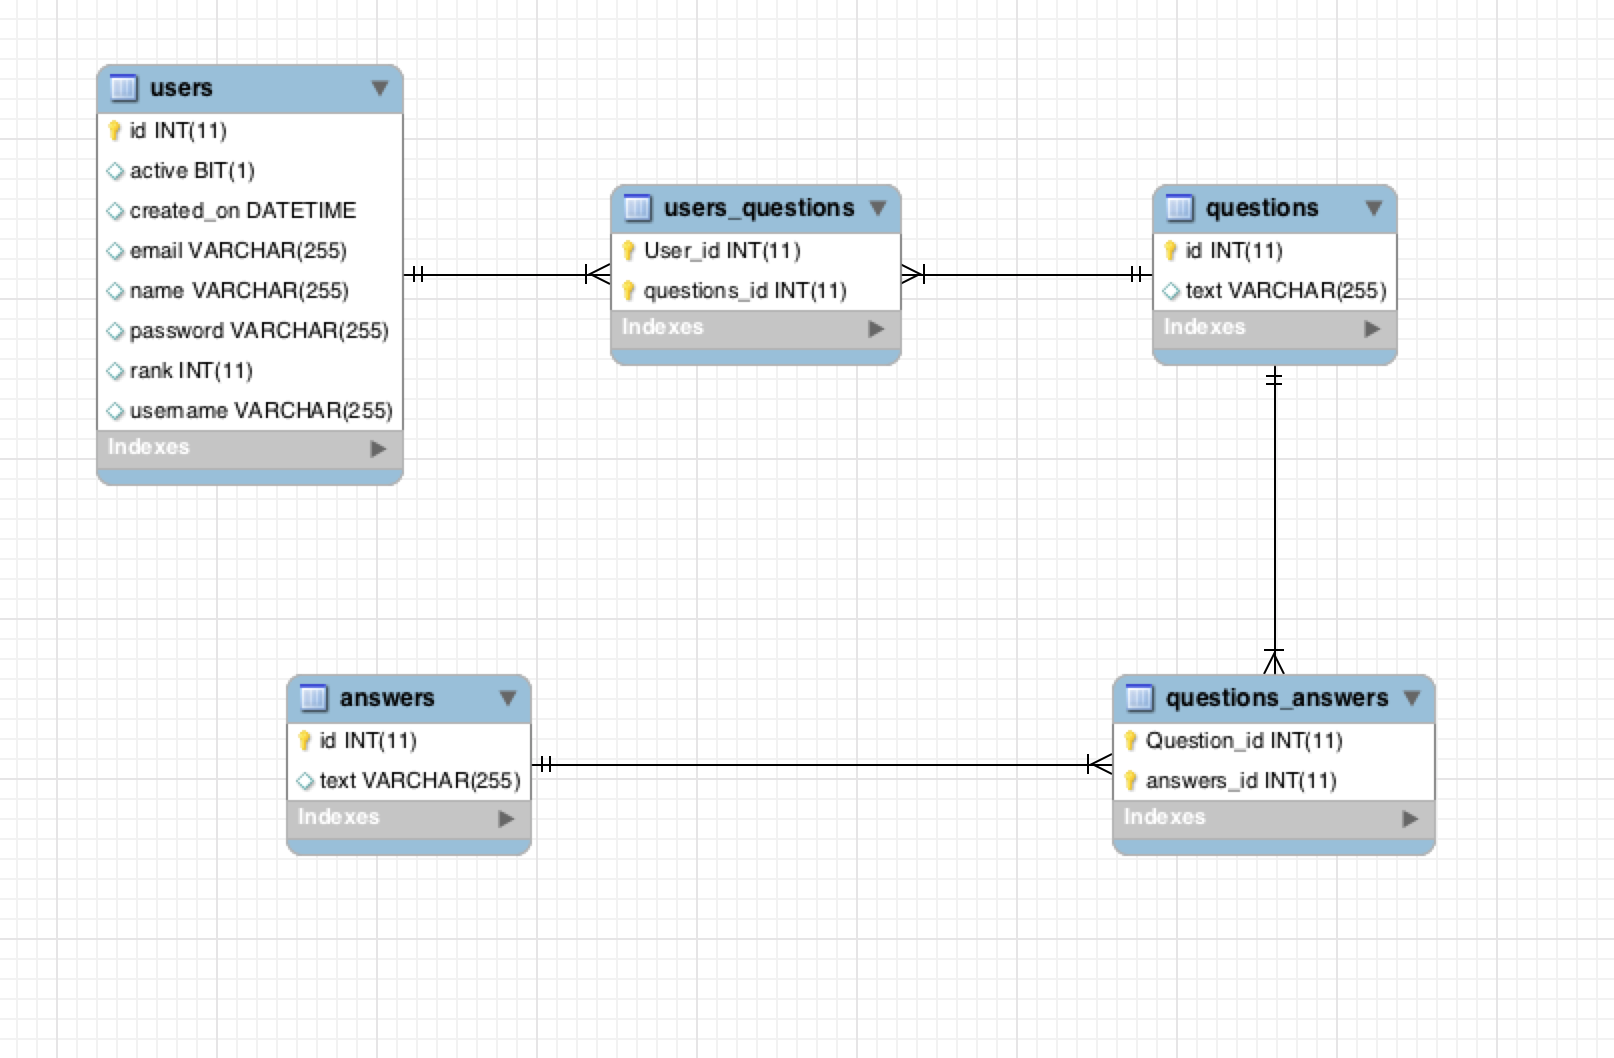 users
id INT(11)
active BIT(1)
created_on DATETIME
email VARCHAR(255)
name VARCHAR(255)
password VARCHAR(255)
rank INT(11)
username VARCHAR(255)
Indexes
users_questions
User_id INT(11)
questions_id INT(11)
Indexes
questions
id INT(11)
text VARCHAR(255)
Indexes
answers
id INT(11)
text VARCHAR(255)
Indexes
questions_answers
Question_id INT(11)
answers_id INT(11)
Indexes